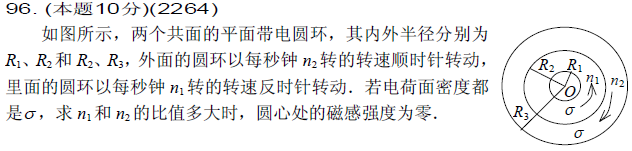 96. (本题10分)(2264)
如图所示，两个共面的平面带电圆环，其内外半径分别为
R₁、R₂和 R₂、R₃，外面的圆环以每秒钟 n₂转的转速顺时针转动，
里面的圆环以每秒钟 n₁转的转速反时针转动．若电荷面密度都
是σ，求 n₁和 n₂的比值多大时，圆心处的磁感强度为零．
R₂ R₁
n₁ n₂
O
R₃ σ
σ